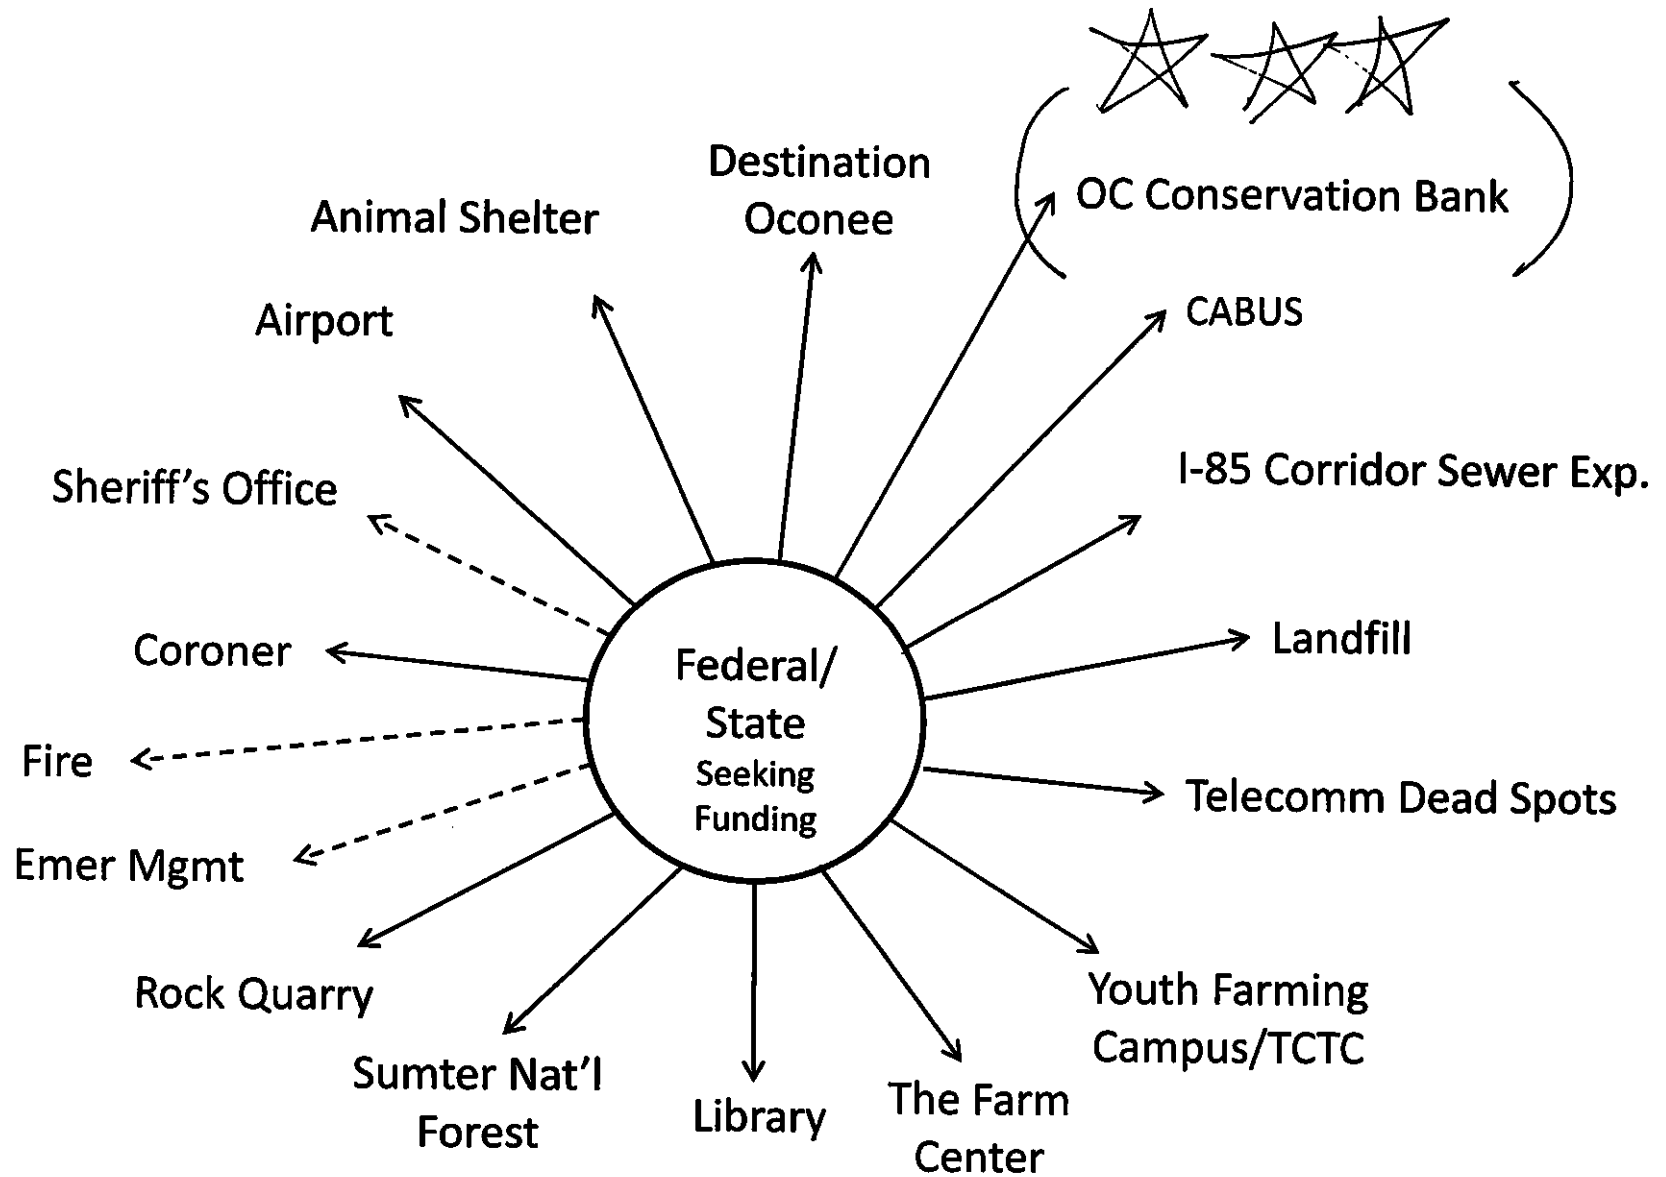 Destination
Oconee
OC Conservation Bank
Animal Shelter
CABUS
Airport
I-85 Corridor Sewer Exp.
Sheriff's Office
Landfill
Coroner
Federal/
State
Seeking
Funding
Fire
Telecomm Dead Spots
Emer Mgmt
Rock Quarry
Youth Farming
Campus/TCTC
Sumter Nat'l
Forest
Library
The Farm
Center